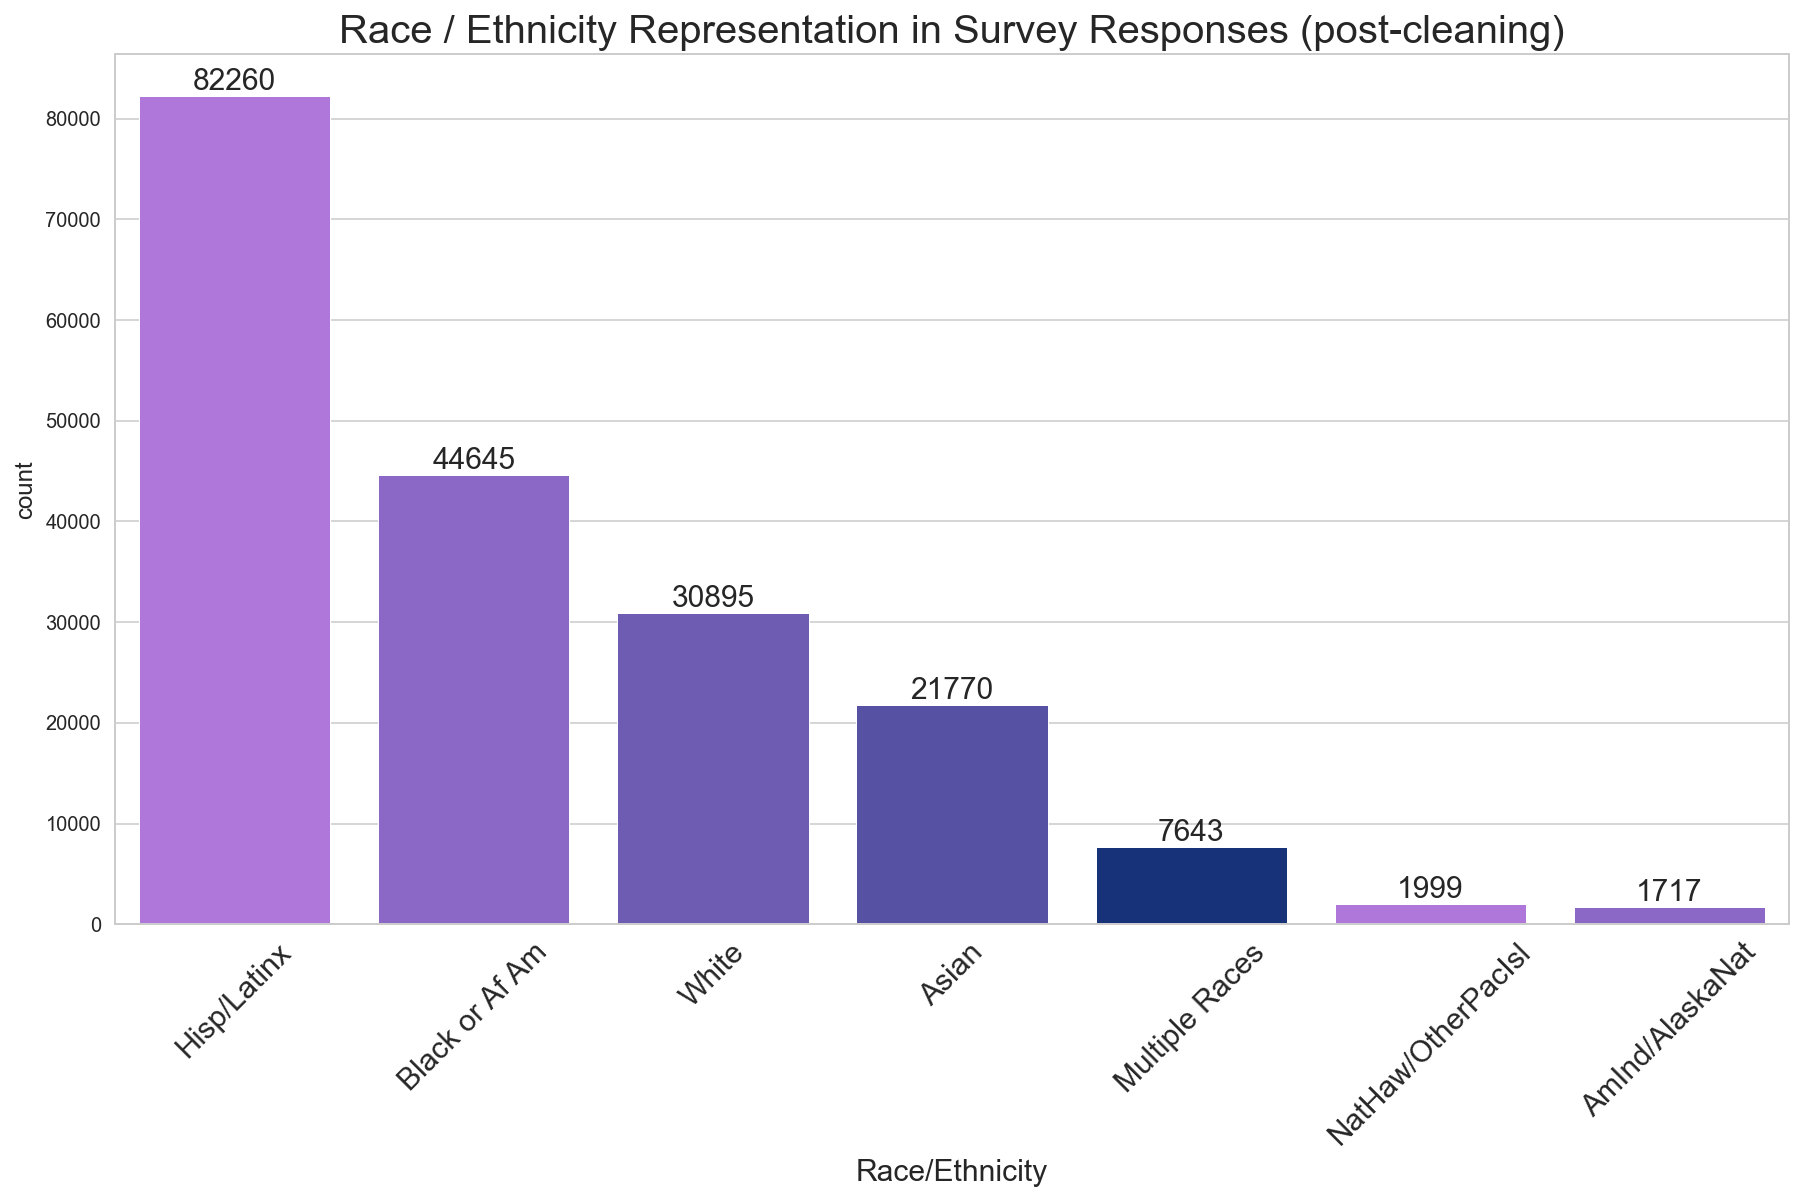 Race / Ethnicity Representation in Survey Responses (post-cleaning)
82260
80000
70000
60000
50000
44645
count
40000
30895
30000
21770
20000
10000
7643
1999
1717
0
Hisp/Latinx
Black or Af Am
White
Asian
Multiple Races
NatHaw/OtherPacIsl
AmInd/AlaskaNat
Race/Ethnicity